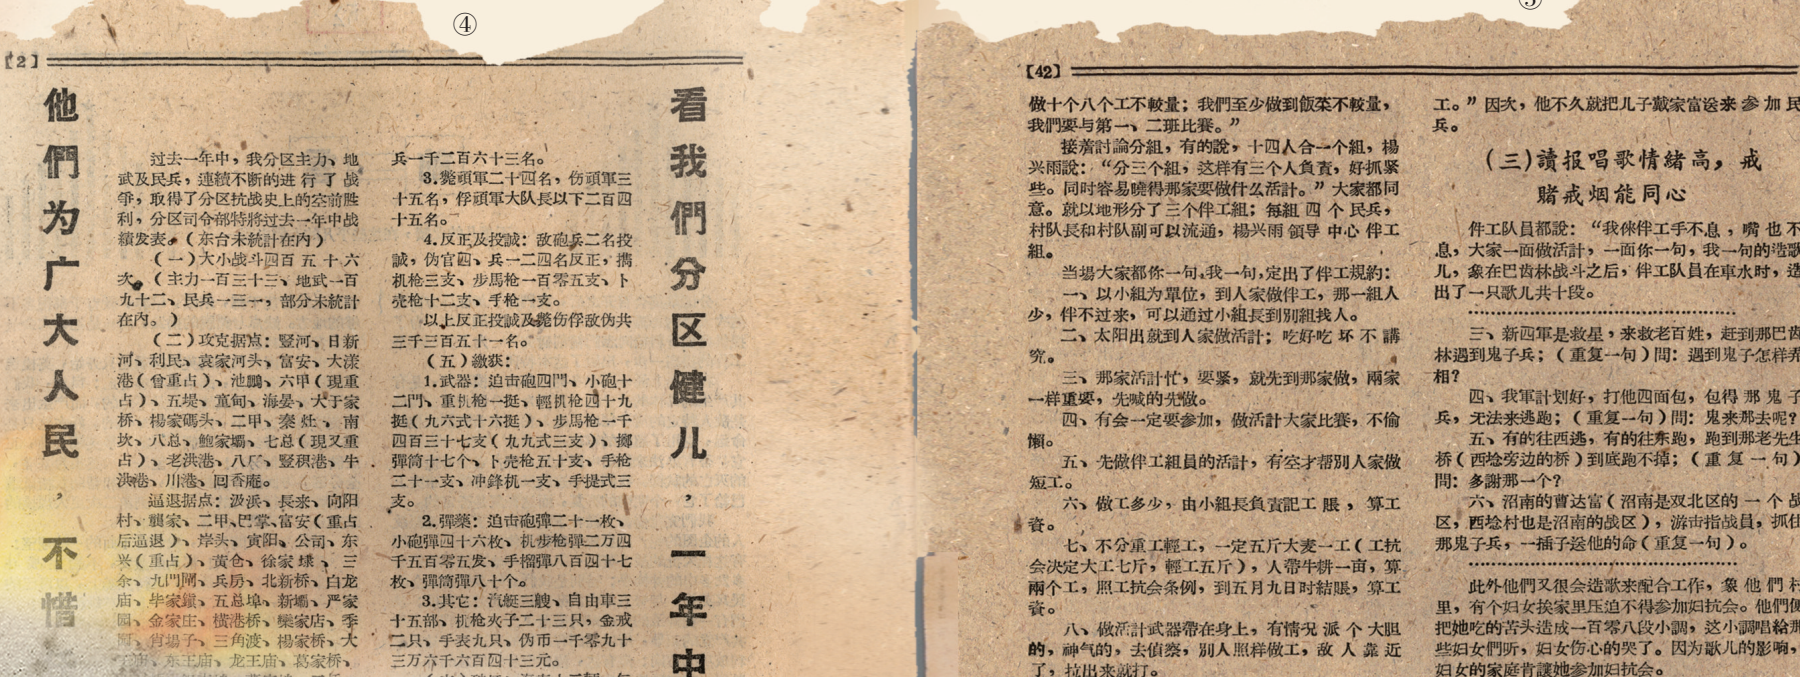 ④
【2】
看我們分区健儿，一年中
他們为广大人民，不惜
过去一年中，我分区主力、地
武及民兵，連續不断的进行了战
爭，取得了分区抗战史上的空前胜
利，分区司令部特將过去一年中战
績发表。（东台未統計在內）
（一）大小战斗四百五十六
次。（主力一百三十三、地武一百
九十二、民兵一三一，部分未統計
在內。）
（二）攻克据点：豎河、日新
河、利民、袁家河头、富安、大漾
港（曾重占）、池鵬、六甲（現重
占）、五堤、童甸、海晏、大于家
桥、楊家碼头、二甲、秦灶、南
坎、八总、鮑家壩、七总（現又重
占）、老洪港、八厂、豎积港、牛
洪港、川港、回香庵。
逼退据点：汲浜、長来、向阳
村、襲家、二甲、巴掌、富安（重占
后逼退）、岸头、寅阳、公司、东
兴（重占）、黄仓、徐家埭、三
余、九門閘、兵房、北新桥、白龙
庙、毕家鎮、五总埠、新壩、严家
园、金家庄、橫港桥、樊家店、季
肖場子、三角渡、楊家桥、大
东王庙、龙王庙、葛家桥、
兵一千二百六十三名。
3.斃頑軍二十四名，伤頑軍三
十五名，俘頑軍大队長以下二百四
十五名。
4.反正及投誠：敌砲兵二名投
誠，伪官四、兵一二四名反正，携
机枪三支、步馬枪一百零五支、卜
壳枪十二支、手枪一支。
以上反正投誠及斃伤俘敌伪共
三千三百五十一名。
（五）繳获：
1.武器：迫击砲四門、小砲十
二門、重机枪一挺、輕机枪四十九
挺（九六式十六挺）、步馬枪一千
四百三十七支（九九式三支）、擲
彈筒十七个、卜壳枪五十支、手枪
二十一支、冲鋒机一支、手提式三
支。
2.彈藥：迫击砲彈二十一枚、
小砲彈四十六枚、机步枪彈二万四
千五百零五发、手榴彈八百四十七
枚、彈筒彈八十个。
3.其它：汽艇三艘、自由車三
十五部、机枪夹子二十三只，金戒
二只、手表九只、伪币一千零九十
三万六千六百四十三元。
【42】
做十个八个工不較量；我們至少做到飯菜不較量，
我們要与第一、二班比賽。”
接着討論分組，有的說，十四人合一个組，楊
兴雨說：“分三个組，这样有三个人負責，好抓紧
些。同时容易曉得那家要做什么活計。”大家都同
意。就以地形分了三个伴工組；每組四个民兵，
村队長和村队副可以流通，楊兴雨領导中心伴工
組。
当場大家都你一句、我一句，定出了伴工規約：
一、以小組为單位，到人家做伴工，那一組人
少，伴不过来，可以通过小組長到別組找人。
二、太阳出就到人家做活計；吃好吃坏不講
究。
三、那家活計忙，要紧，就先到那家做，兩家
一样重要，先喊的先做。
四、有会一定要参加，做活計大家比賽，不偷
懶。
五、先做伴工組員的活計，有空才帮別人家做
短工。
六、做工多少，由小組長負責記工賬，算工
資。
七、不分重工輕工，一定五斤大麦一工（工抗
会决定大工七斤，輕工五斤），人帶牛耕一亩，算
兩个工，照工抗会条例，到五月九日时結賬，算工
資。
八、做活計武器帶在身上，有情况派个大胆
的，神气的，去偵察，別人照样做工，敌人靠近
了，拉出来就打。
工。”因次，他不久就把儿子戴家富送来参加民
兵。
（三）讀报唱歌情緒高，戒
賭戒烟能同心
伴工队員都說：“我倈伴工手不息，嘴也不
息，大家一面做活計，一面你一句，我一句的造歌
儿，象在巴齿林战斗之后，伴工队員在車水时，造
出了一只歌儿共十段。
三、新四軍是救星，来救老百姓，赶到那巴齿
林遇到鬼子兵；（重复一句）問：遇到鬼子怎样弄
相？
四、我軍計划好，打他四面包，包得那鬼子
兵，无法来逃跑；（重复一句）問：鬼来那去呢？
五、有的往西逃，有的往东跑，跑到那老先生
桥（西埝旁边的桥）到底跑不掉；（重复一句）
問：多謝那一个？
六、沼南的曹达富（沼南是双北区的一个战
区，西埝村也是沼南的战区），游击指战員，抓住
那鬼子兵，一插子送他的命（重复一句）。
此外他們又很会造歌来配合工作，象他們村
里，有个妇女挨家里压迫不得参加妇抗会。他們便
把她吃的苦头造成一百零八段小調，这小調唱給那
些妇女們听，妇女伤心的哭了。因为歌儿的影响，
妇女的家庭肯讓她参加妇抗会。